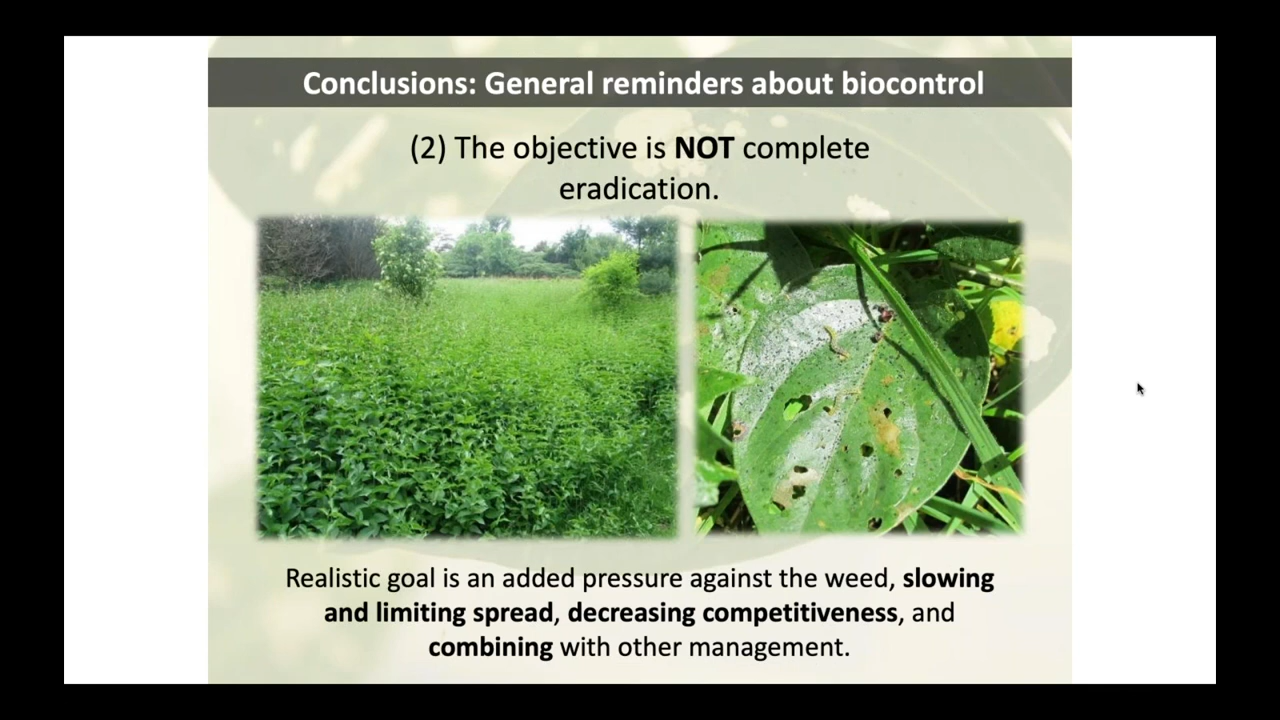 Conclusions: General reminders about biocontrol
(2) The objective is NOT complete
eradication.
Realistic goal is an added pressure against the weed, slowing
and limiting spread, decreasing competitiveness, and
combining with other management.